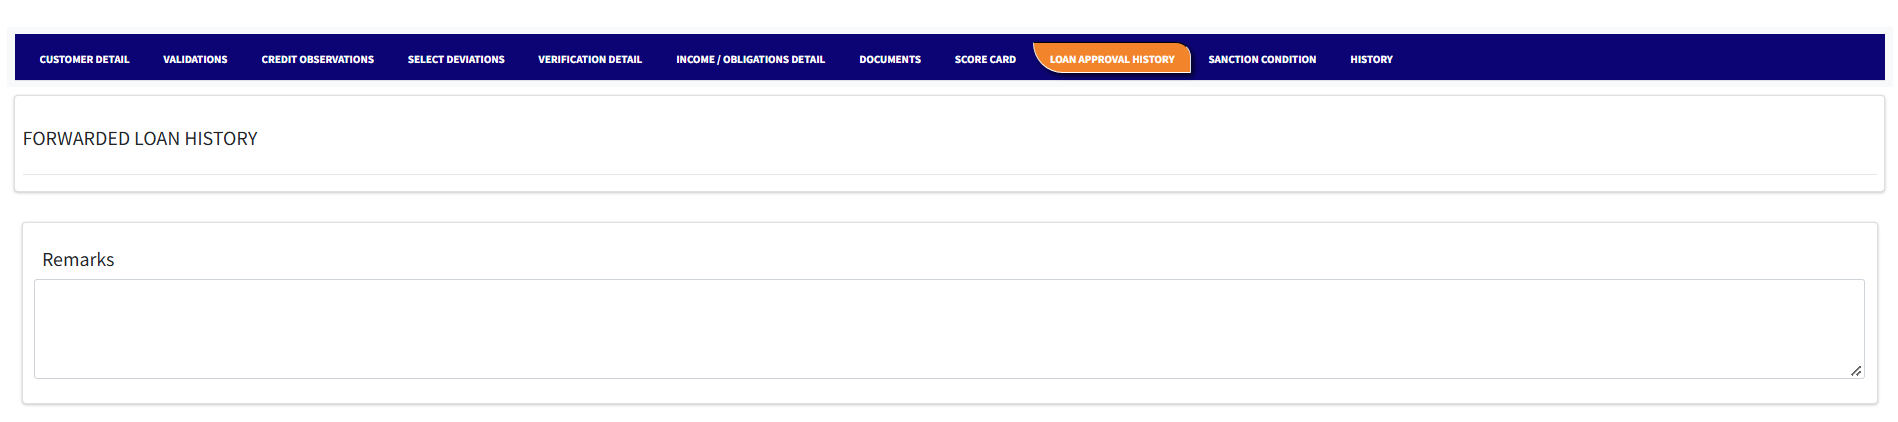 CUSTOMER DETAIL VALIDATIONS CREDIT OBSERVATIONS SELECT DEVIATIONS VERIFICATION DETAIL INCOME / OBLIGATIONS DETAIL DOCUMENTS SCORE CARD LOAN APPROVAL HISTORY SANCTION CONDITION HISTORY
FORWARDED LOAN HISTORY
Remarks